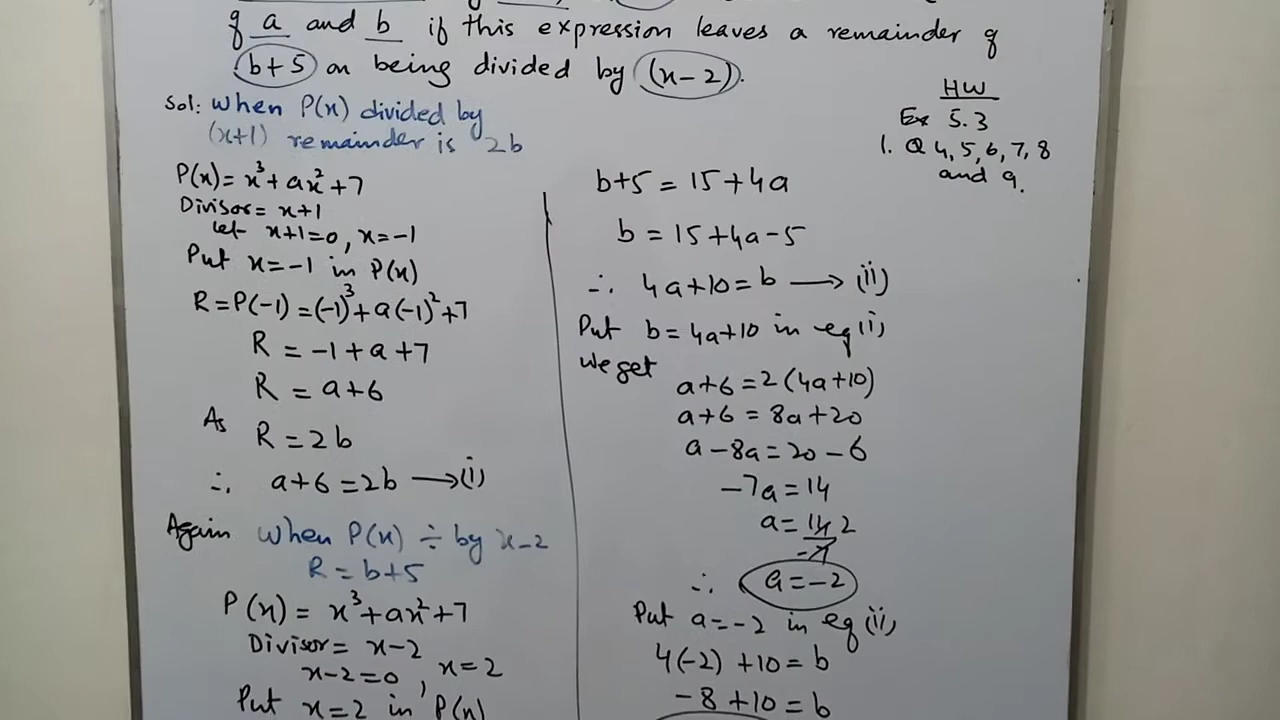 of a and b if this expression leaves a remainder of
b+5 on being divided by (x-2).
HW
Ex 5.3
1. Q 4, 5, 6, 7, 8
and 9.
Sol: When P(x) divided by
(x+1) remainder is 2b
P(x) = x³ + ax² + 7
Divisor = x+1
Let x+1=0, x=-1
Put x=-1 in P(x)
R = P(-1) = (-1)³ + a(-1)² + 7
R = -1 + a + 7
R = a+6
As
R = 2b
∴ a+6 = 2b ⟶ (i)
Again when P(x) ÷ by x-2
R = b+5
P(x) = x³ + ax² + 7
Divisor = x-2
x-2=0, x=2
Put x=2 in P(x)
b+5 = 15+4a
b = 15+4a-5
∴ 4a+10 = b ⟶ (ii)
Put b = 4a+10 in eq (i)
We get
a+6 = 2(4a+10)
a+6 = 8a+20
a-8a = 20-6
-7a = 14
a = 14 2
-7
∴ a = -2
Put a = -2 in eq (ii)
4(-2) + 10 = b
-8 + 10 = b